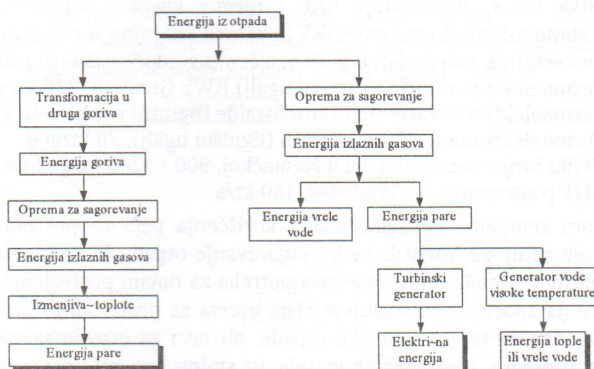 Energija iz otpada
Transformacija u
druga goriva
Energija goriva
Oprema za sagorevanje
Energija izlaznih gasova
Izmenjiva~toplote
Energija pare
Oprema za sagorevanje
Energija izlaznih gasova
Energija vrele
vode
Energija pare
Turbinski
generator
Generator vode
visoke temperature
Elektri~na
energija
Energija tople
ili vrele vode